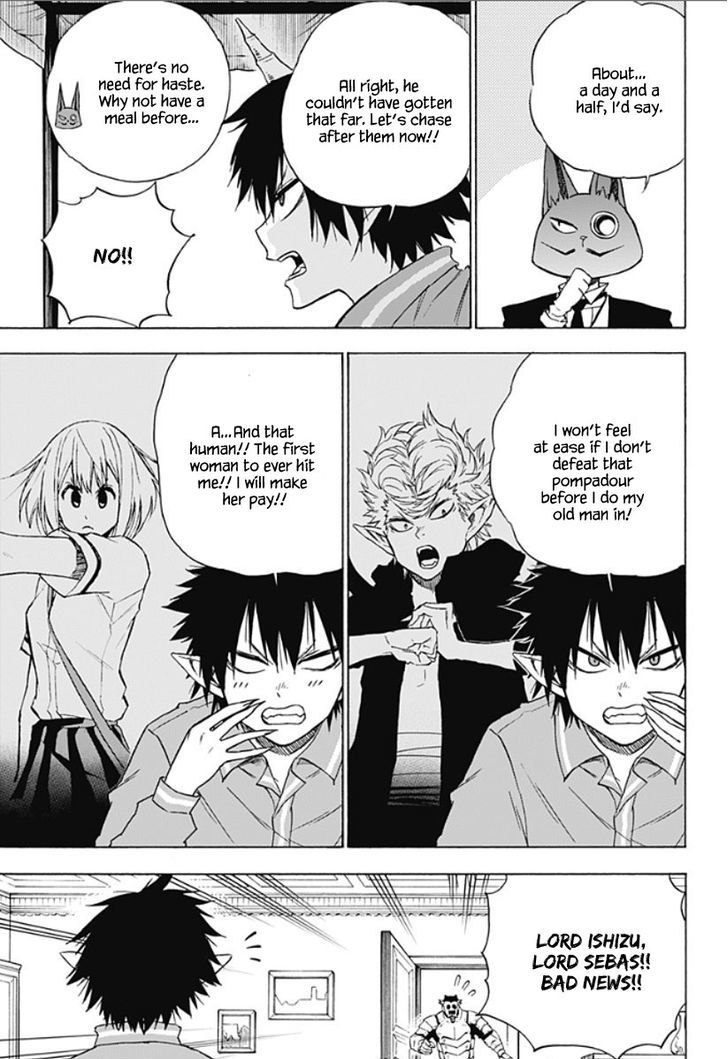 About...
a day and a
half, I'd say.
All right, he
couldn't have gotten
that far. Let's chase
after them now!!
There's no
need for haste.
Why not have a
meal before...
NO!!
I won't feel
at ease if I don't
defeat that
pompadour
before I do my
old man in!
A...And that
human!! The first
woman to ever hit
me!! I will make
her pay!!
LORD ISHIZU,
LORD SEBAS!!
BAD NEWS!!